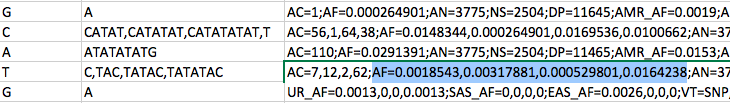 G A AC=1;AF=0.000264901;AN=3775;NS=2504;DP=11645;AMR_AF=0.0019;A
C CATAT,CATATAT,CATATATAT,T AC=56,1,64,38;AF=0.0148344,0.000264901,0.0169536,0.0100662;AN=37
A ATATATATG AC=110;AF=0.0291391;AN=3775;NS=2504;DP=11465;AMR_AF=0.0153;A
T C,TAC,TATAC,TATATAC AC=7,12,2,62;AF=0.0018543,0.00317881,0.000529801,0.0164238;AN=37
G A UR_AF=0.0013,0,0,0.0013;SAS_AF=0,0,0,0;EAS_AF=0.0026,0,0,0;VT=SNP,